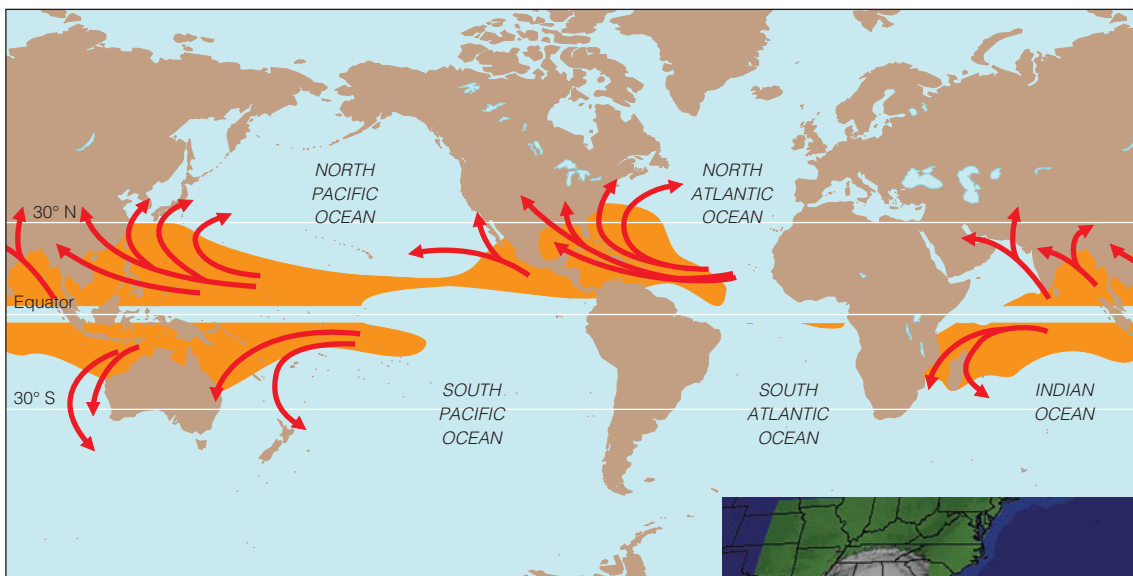 NORTH
PACIFIC
OCEAN
NORTH
ATLANTIC
OCEAN
30° N
Equator
30° S
SOUTH
PACIFIC
OCEAN
SOUTH
ATLANTIC
OCEAN
INDIAN
OCEAN